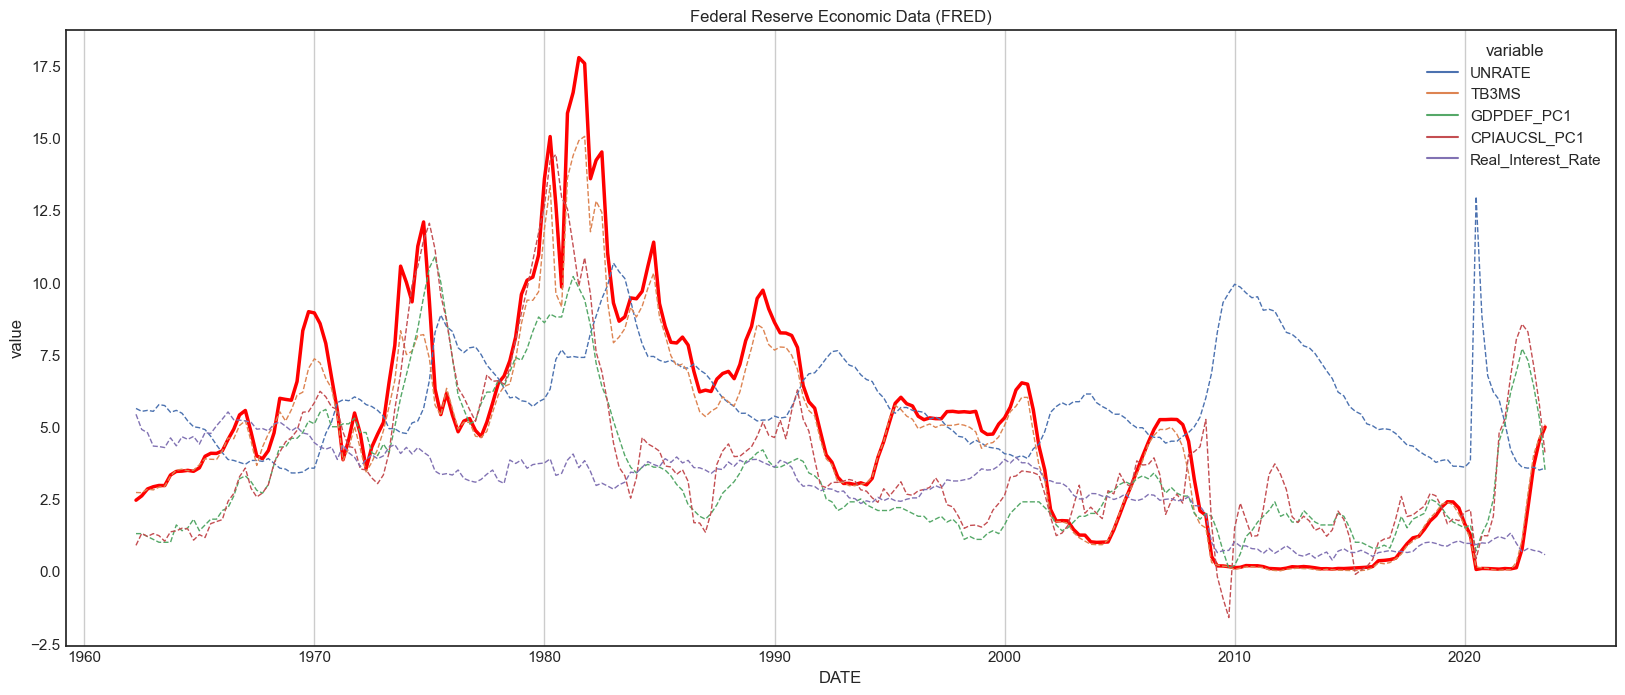 Federal Reserve Economic Data (FRED)
variable
UNRATE
TB3MS
GDPDEF_PC1
CPIAUCSL_PC1
Real_Interest_Rate
value
17.5
15.0
12.5
10.0
7.5
5.0
2.5
0.0
−2.5
1960 1970 1980 1990 2000 2010 2020
DATE